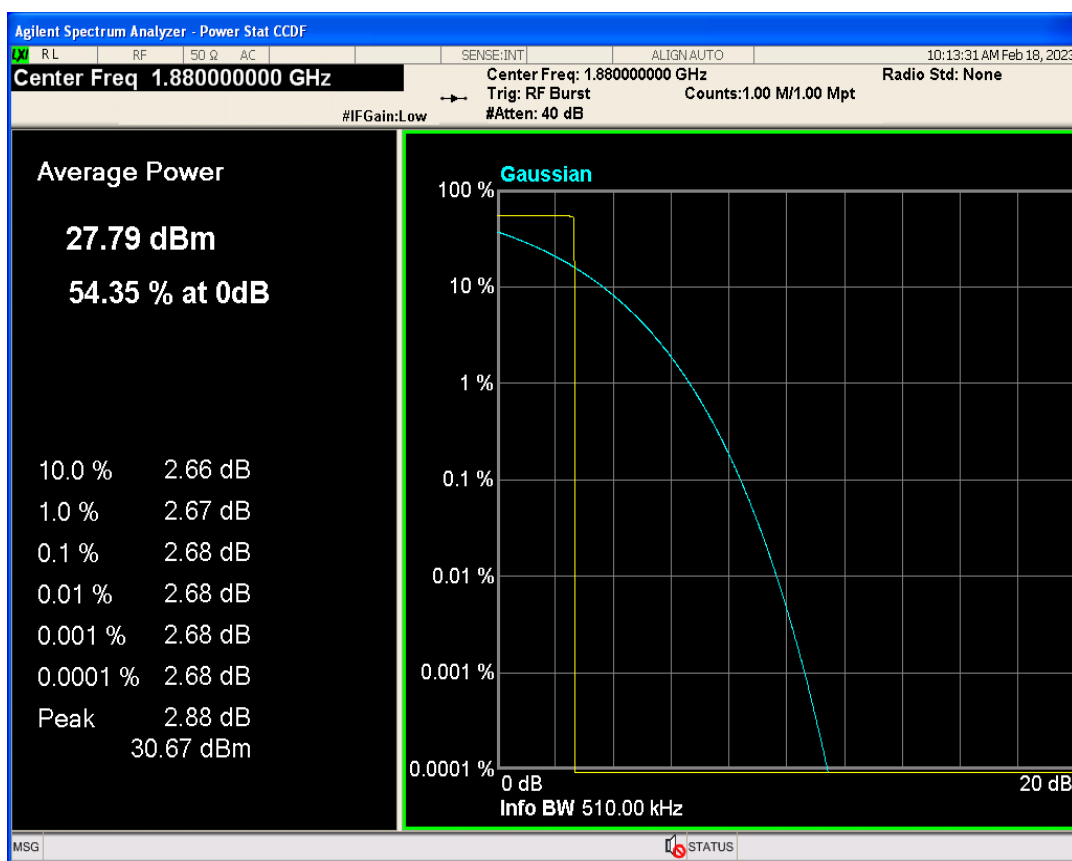 Agilent Spectrum Analyzer - Power Stat CCDF
LXI RL RF 50 Ω AC SENSE:INT ALIGNAUTO 10:13:31 AM Feb 18, 2023
Center Freq 1.880000000 GHz
#IFGain:Low
Center Freq: 1.880000000 GHz Radio Std: None
Trig: RF Burst Counts:1.00 M/1.00 Mpt
#Atten: 40 dB
Average Power
27.79 dBm
54.35 % at 0dB
10.0 % 2.66 dB
1.0 % 2.67 dB
0.1 % 2.68 dB
0.01 % 2.68 dB
0.001 % 2.68 dB
0.0001 % 2.68 dB
Peak 2.88 dB
30.67 dBm
Gaussian
100 %
10 %
1 %
0.1 %
0.01 %
0.001 %
0.0001 %
0 dB 20 dB
Info BW 510.00 kHz
MSG STATUS